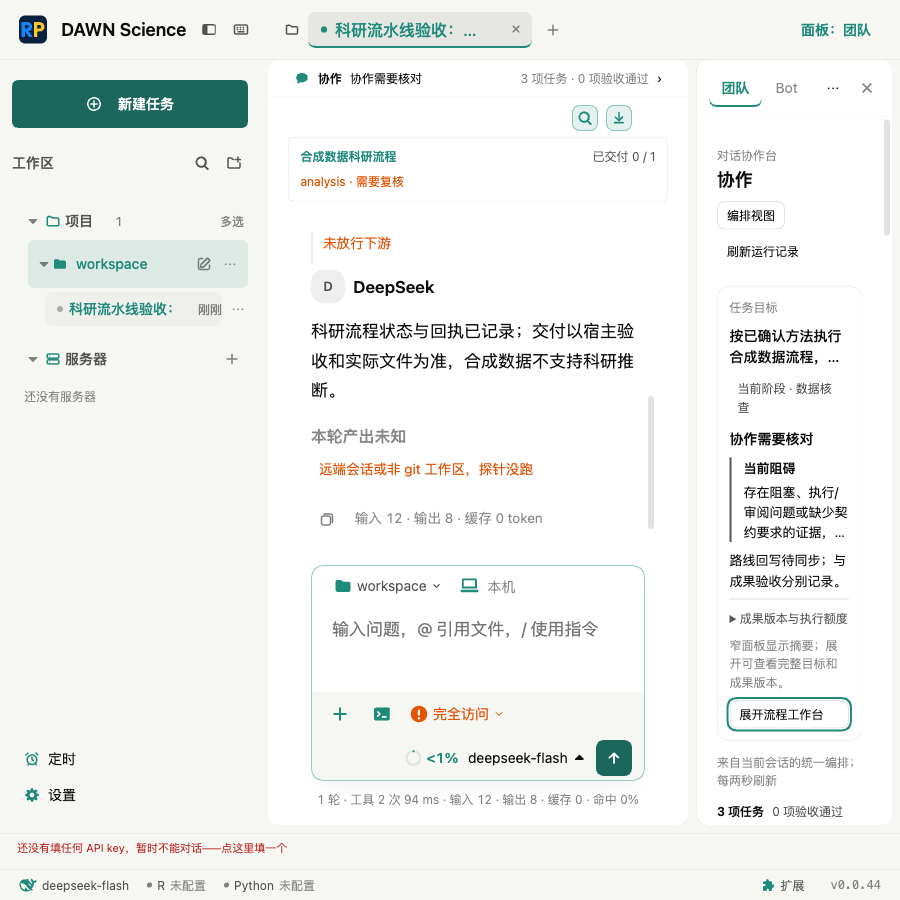 RP DAWN Science
科研流水线验收: ...
面板: 团队
新建任务
工作区
项目 1 多选
workspace
科研流水线验收: 刚刚
服务器
还没有服务器
定时
设置
协作 协作需要核对 3 项任务 · 0 项验收通过
合成数据科研流程 已交付 0 / 1
analysis · 需要复核
未放行下游
D DeepSeek
科研流程状态与回执已记录；交付以宿主验
收和实际文件为准，合成数据不支持科研推
断。
本轮产出未知
远端会话或非 git 工作区，探针没跑
输入 12 · 输出 8 · 缓存 0 token
workspace 本机
输入问题，@ 引用文件，/ 使用指令
完全访问
<1% deepseek-flash
1 轮 · 工具 2 次 94 ms · 输入 12 · 输出 8 · 缓存 0 · 命中 0%
团队 Bot
对话协作台
协作
编排视图
刷新运行记录
任务目标
按已确认方法执行
合成数据流程，...
当前阶段 · 数据核
查
协作需要核对
当前阻碍
存在阻塞、执行/
审阅问题或缺少契
约要求的证据，...
路线回写待同步；与
成果验收分别记录。
成果版本与执行额度
窄面板显示摘要；展
开可查看完整目标和
成果版本。
展开流程工作台
来自当前会话的统一编排；
每两秒刷新
3 项任务 0 项验收通过
还没有填任何 API key，暂时不能对话——点这里填一个
deepseek-flash R 未配置 Python 未配置
扩展 v0.0.44